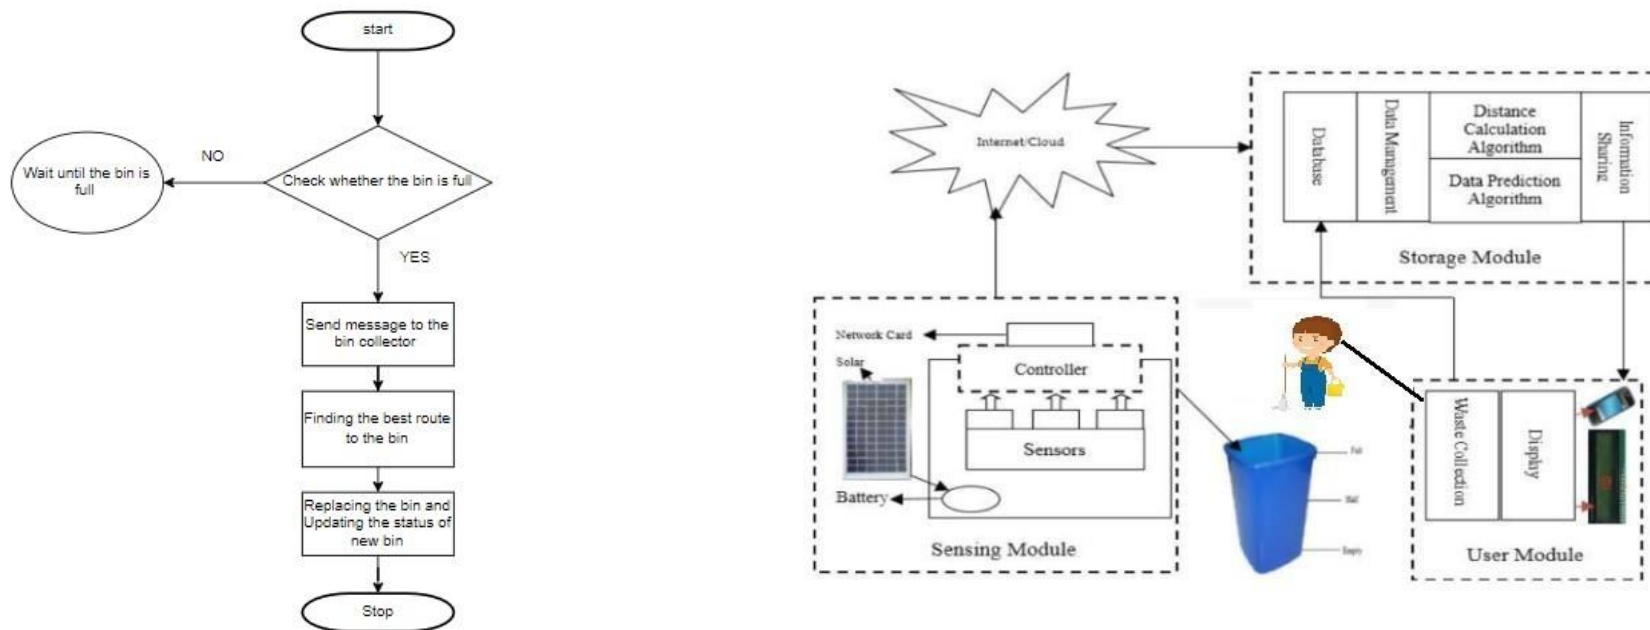 start
NO
Wait until the bin is
full
Check whether the bin is full
YES
Send message to the
bin collector
Finding the best route
to the bin
Replacing the bin and
Updating the status of
new bin
Stop
Internet/Cloud
Database
Data Management
Distance
Calculation
Algorithm
Data Prediction
Algorithm
Information
Sharing
Storage Module
Network Card
Solar
Controller
Sensors
Battery
Sensing Module
Full
Half
Empty
Waste Collection
Display
User Module